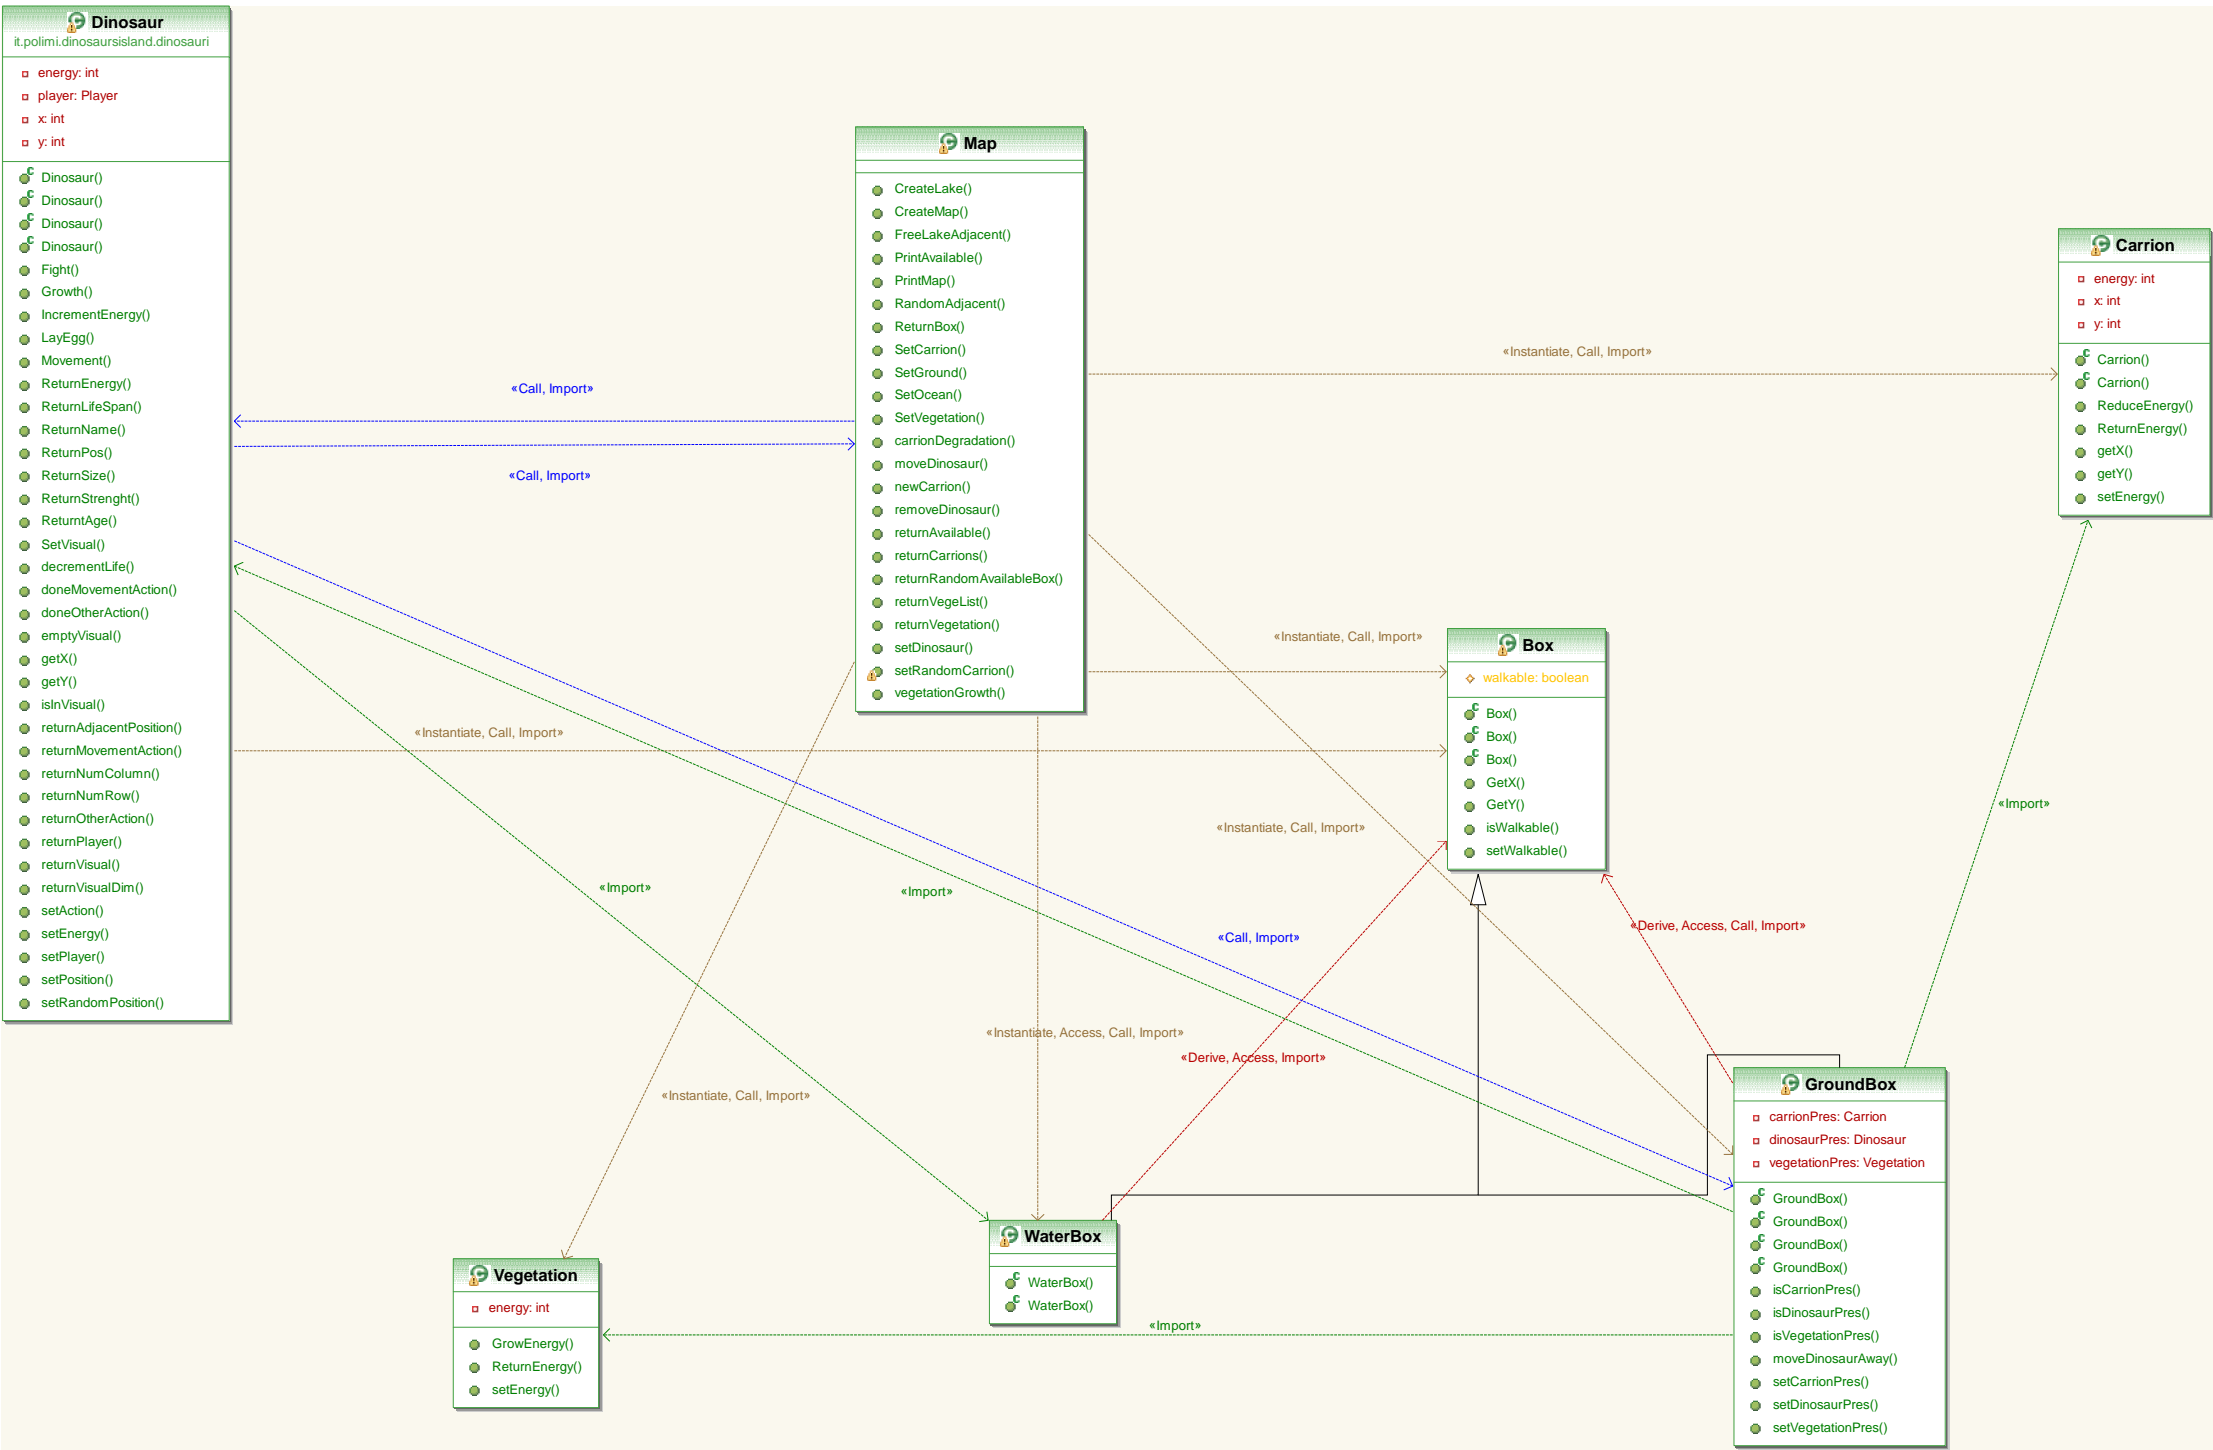 Dinosaur
it.polimi.dinosaursisland.dinosauri
energy: int
player: Player
x: int
y: int
Dinosaur()
Dinosaur()
Dinosaur()
Dinosaur()
Fight()
Growth()
IncrementEnergy()
LayEgg()
Movement()
ReturnEnergy()
ReturnLifeSpan()
ReturnName()
ReturnPos()
ReturnSize()
ReturnStrenght()
ReturntAge()
SetVisual()
decrementLife()
doneMovementAction()
doneOtherAction()
emptyVisual()
getX()
getY()
isInVisual()
returnAdjacentPosition()
returnMovementAction()
returnNumColumn()
returnNumRow()
returnOtherAction()
returnPlayer()
returnVisual()
returnVisualDim()
setAction()
setEnergy()
setPlayer()
setPosition()
setRandomPosition()
«Call, Import»
«Call, Import»
«Instantiate, Call, Import»
«Import»
Map
CreateLake()
CreateMap()
FreeLakeAdjacent()
PrintAvailable()
PrintMap()
RandomAdjacent()
ReturnBox()
SetCarrion()
SetGround()
SetOcean()
SetVegetation()
carrionDegradation()
moveDinosaur()
newCarrion()
removeDinosaur()
returnAvailable()
returnCarrions()
returnRandomAvailableBox()
returnVegeList()
returnVegetation()
setDinosaur()
setRandomCarrion()
vegetationGrowth()
«Instantiate, Call, Import»
Carrion
energy: int
x: int
y: int
Carrion()
Carrion()
ReduceEnergy()
ReturnEnergy()
getX()
getY()
setEnergy()
«Instantiate, Call, Import»
Box
walkable: boolean
Box()
Box()
Box()
GetX()
GetY()
isWalkable()
setWalkable()
«Instantiate, Call, Import»
«Import»
«Import»
«Call, Import»
«Derive, Access, Call, Import»
«Instantiate, Access, Call, Import»
«Derive, Access, Import»
«Instantiate, Call, Import»
GroundBox
carrionPres: Carrion
dinosaurPres: Dinosaur
vegetationPres: Vegetation
GroundBox()
GroundBox()
GroundBox()
GroundBox()
isCarrionPres()
isDinosaurPres()
isVegetationPres()
moveDinosaurAway()
setCarrionPres()
setDinosaurPres()
setVegetationPres()
WaterBox
WaterBox()
WaterBox()
Vegetation
energy: int
GrowEnergy()
ReturnEnergy()
setEnergy()
«Import»